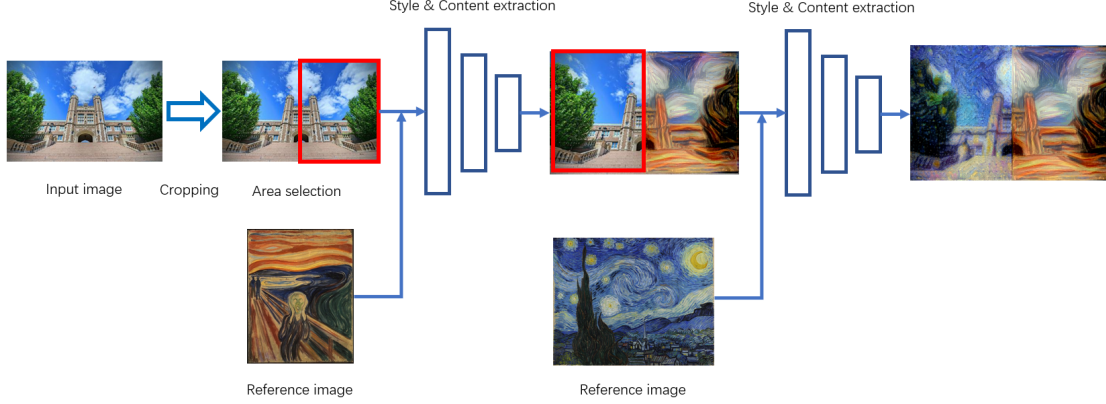 Style & Content extraction
Style & Content extraction
Input image
Cropping
Area selection
Reference image
Reference image